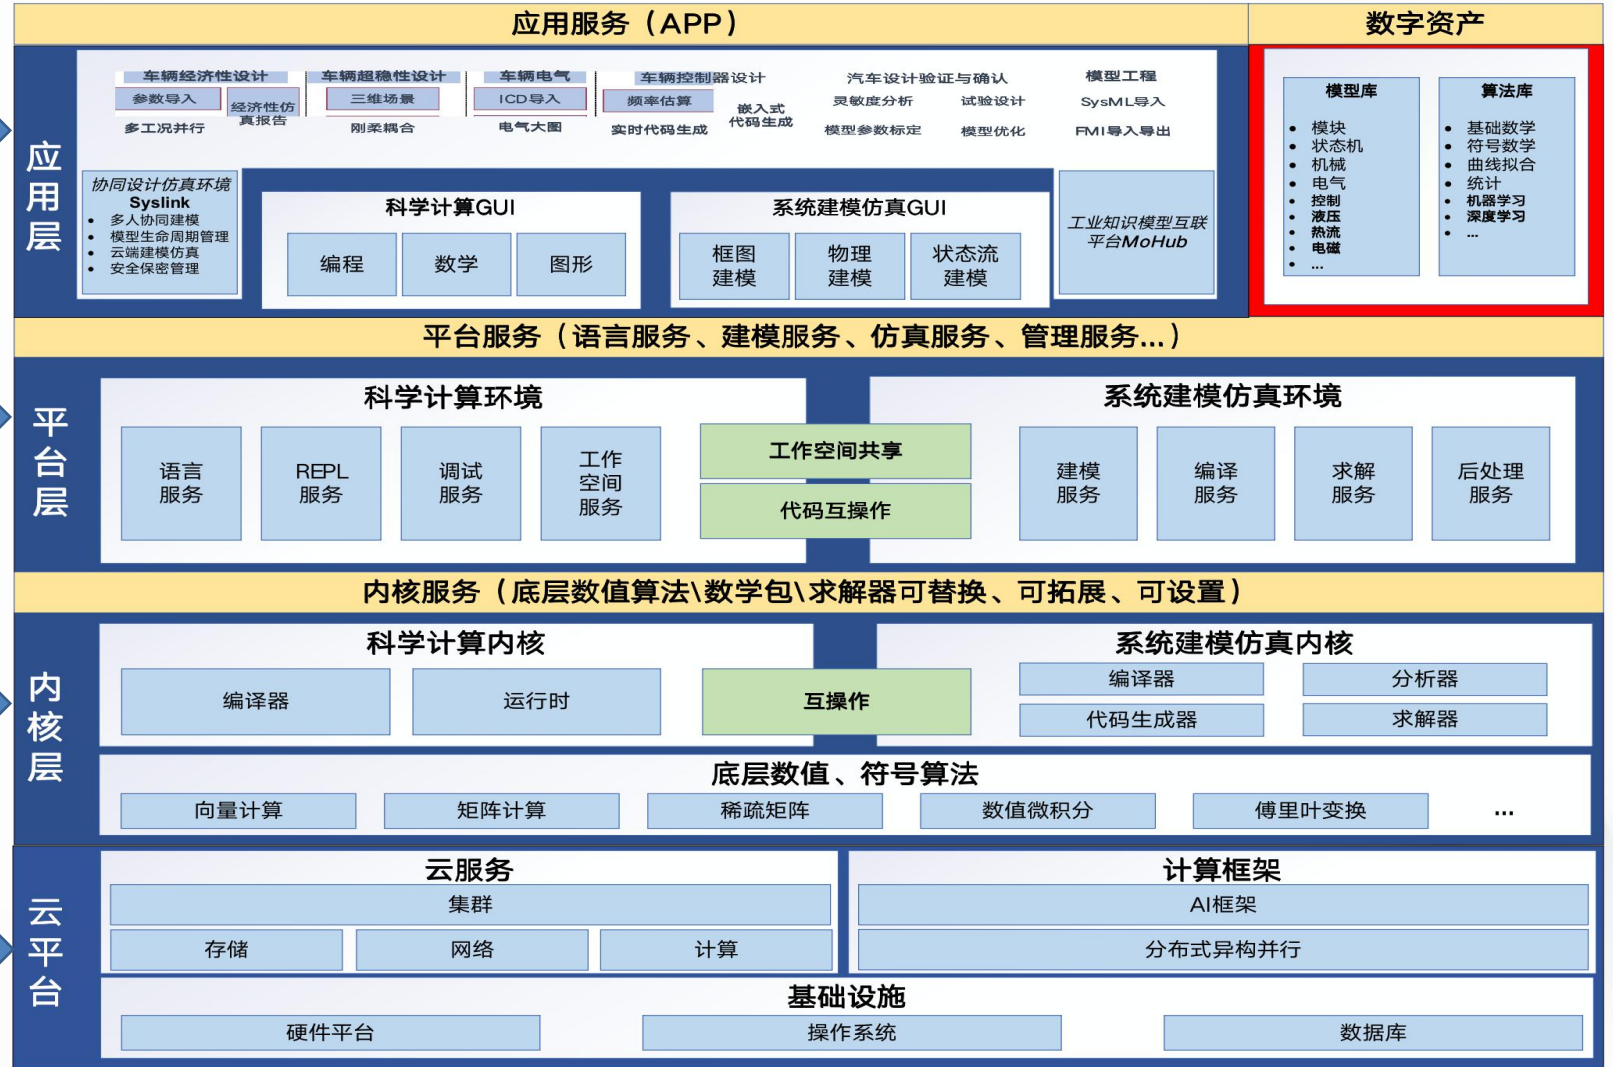 应用服务（APP）
数字资产
应用层
车辆经济性设计
车辆超稳性设计
车辆电气
车辆控制器设计
汽车设计验证与确认
模型工程
参数导入
经济性仿
真报告
三维场景
ICD导入
频率估算
嵌入式
代码生成
灵敏度分析
试验设计
SysML导入
多工况并行
刚柔耦合
电气大图
实时代码生成
模型参数标定
模型优化
FMI导入导出
协同设计仿真环境
Syslink
• 多人协同建模
• 模型生命周期管理
• 云端建模仿真
• 安全保密管理
科学计算GUI
编程
数学
图形
系统建模仿真GUI
框图
建模
物理
建模
状态流
建模
工业知识模型互联
平台MoHub
模型库
• 模块
• 状态机
• 机械
• 电气
• 控制
• 液压
• 热流
• 电磁
• ...
算法库
• 基础数学
• 符号数学
• 曲线拟合
• 统计
• 机器学习
• 深度学习
• ...
平台服务（语言服务、建模服务、仿真服务、管理服务...）
平台层
科学计算环境
语言
服务
REPL
服务
调试
服务
工作
空间
服务
工作空间共享
代码互操作
系统建模仿真环境
建模
服务
编译
服务
求解
服务
后处理
服务
内核服务（底层数值算法\数学包\求解器可替换、可拓展、可设置）
内核层
科学计算内核
编译器
运行时
互操作
系统建模仿真内核
编译器
分析器
代码生成器
求解器
底层数值、符号算法
向量计算
矩阵计算
稀疏矩阵
数值微积分
傅里叶变换
...
云平台
云服务
集群
存储
网络
计算
计算框架
AI框架
分布式异构并行
基础设施
硬件平台
操作系统
数据库